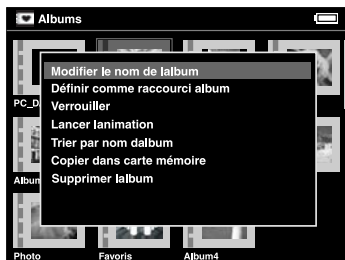 Albums
Modifier le nom de lalbum
Définir comme raccourci album
Verrouiller
Lancer lanimation
Trier par nom dalbum
Copier dans carte mémoire
Supprimer lalbum
PC_D
Album
Photo
Favoris
Album4